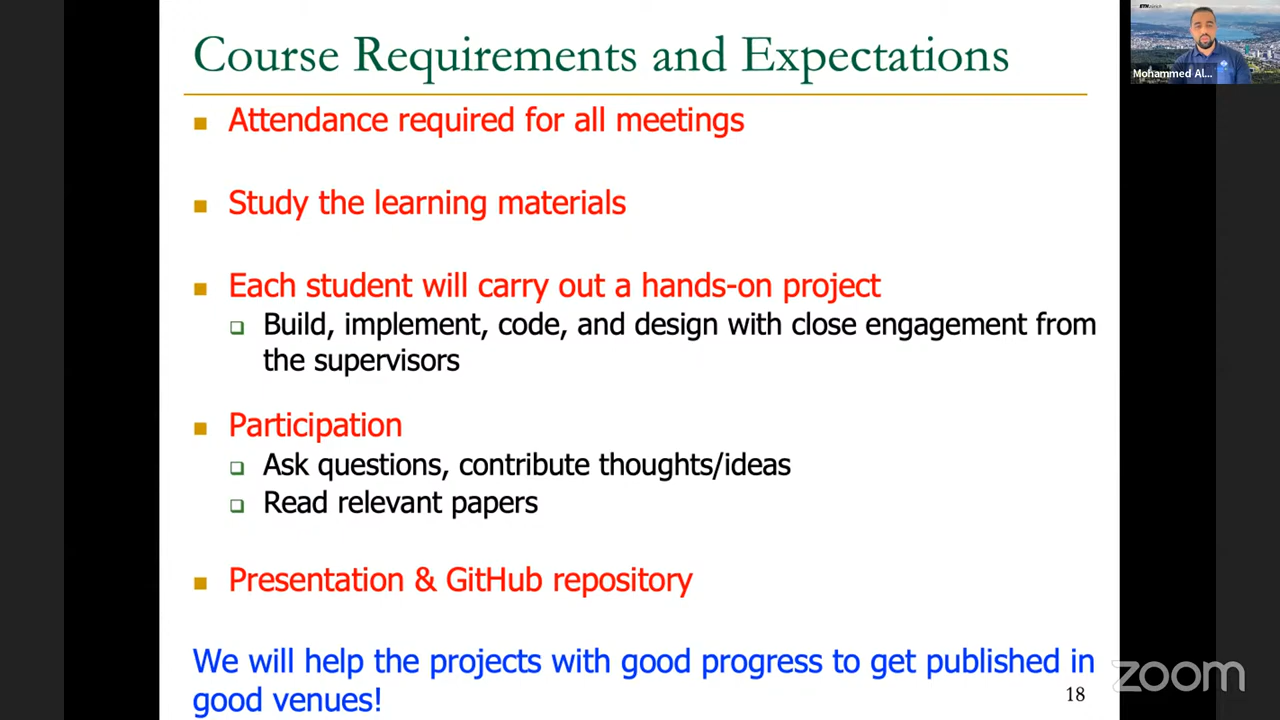 Course Requirements and Expectations
ETH zürich
Mohammed Al...
Attendance required for all meetings
Study the learning materials
Each student will carry out a hands-on project
Build, implement, code, and design with close engagement from
the supervisors
Participation
Ask questions, contribute thoughts/ideas
Read relevant papers
Presentation & GitHub repository
We will help the projects with good progress to get published in
good venues!
18
zoom